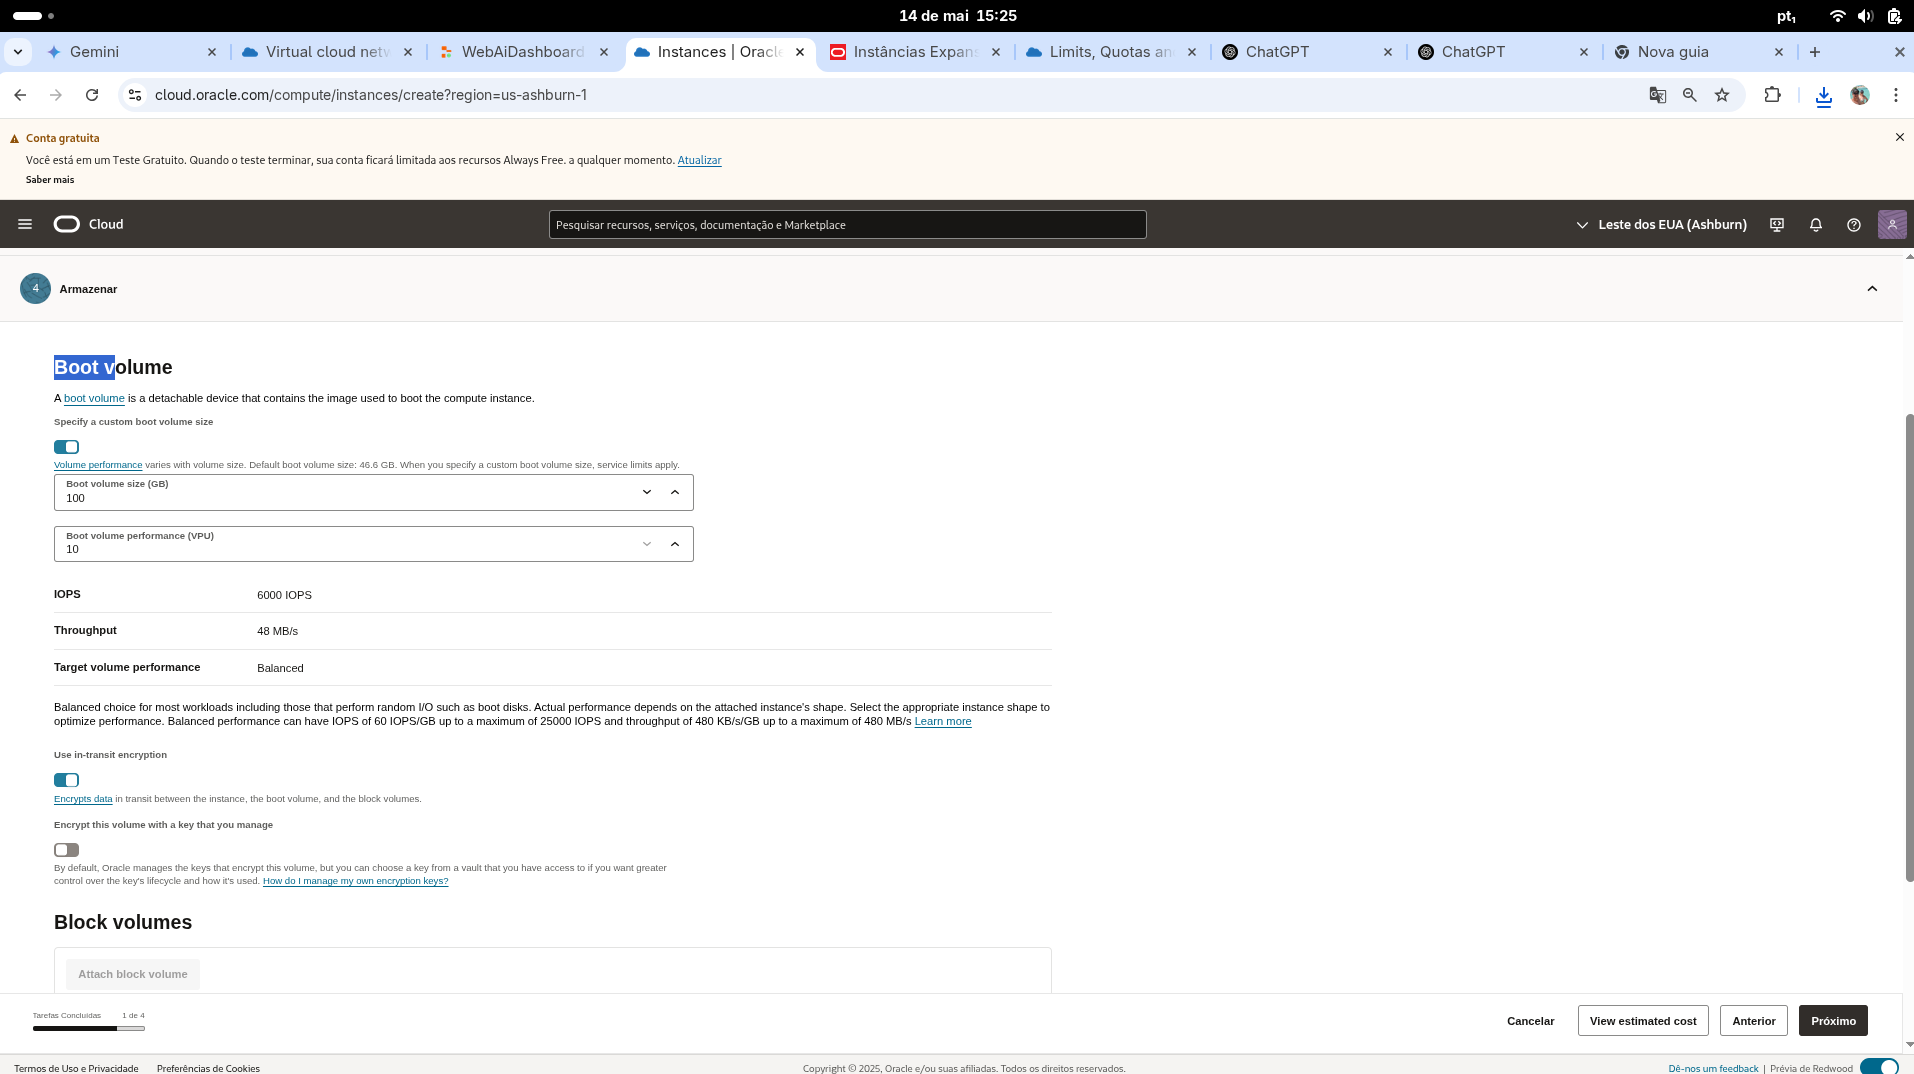 14 de mai 15:25
pt₁
Gemini
Virtual cloud netw
WebAiDashboard
Instances | Oracle
Instâncias Expans
Limits, Quotas an
ChatGPT
ChatGPT
Nova guia
cloud.oracle.com/compute/instances/create?region=us-ashburn-1
Conta gratuita
Você está em um Teste Gratuito. Quando o teste terminar, sua conta ficará limitada aos recursos Always Free. a qualquer momento. Atualizar
Saber mais
Cloud
Pesquisar recursos, serviços, documentação e Marketplace
Leste dos EUA (Ashburn)
4
Armazenar
Boot volume
A boot volume is a detachable device that contains the image used to boot the compute instance.
Specify a custom boot volume size
Volume performance varies with volume size. Default boot volume size: 46.6 GB. When you specify a custom boot volume size, service limits apply.
Boot volume size (GB)
100
Boot volume performance (VPU)
10
IOPS 6000 IOPS
Throughput 48 MB/s
Target volume performance Balanced
Balanced choice for most workloads including those that perform random I/O such as boot disks. Actual performance depends on the attached instance's shape. Select the appropriate instance shape to
optimize performance. Balanced performance can have IOPS of 60 IOPS/GB up to a maximum of 25000 IOPS and throughput of 480 KB/s/GB up to a maximum of 480 MB/s Learn more
Use in-transit encryption
Encrypts data in transit between the instance, the boot volume, and the block volumes.
Encrypt this volume with a key that you manage
By default, Oracle manages the keys that encrypt this volume, but you can choose a key from a vault that you have access to if you want greater
control over the key's lifecycle and how it's used. How do I manage my own encryption keys?
Block volumes
Attach block volume
Tarefas Concluídas 1 de 4
Cancelar
View estimated cost
Anterior
Próximo
Termos de Uso e Privacidade
Preferências de Cookies
Copyright © 2025, Oracle e/ou suas afiliadas. Todos os direitos reservados.
Dê-nos um feedback | Prévia de Redwood